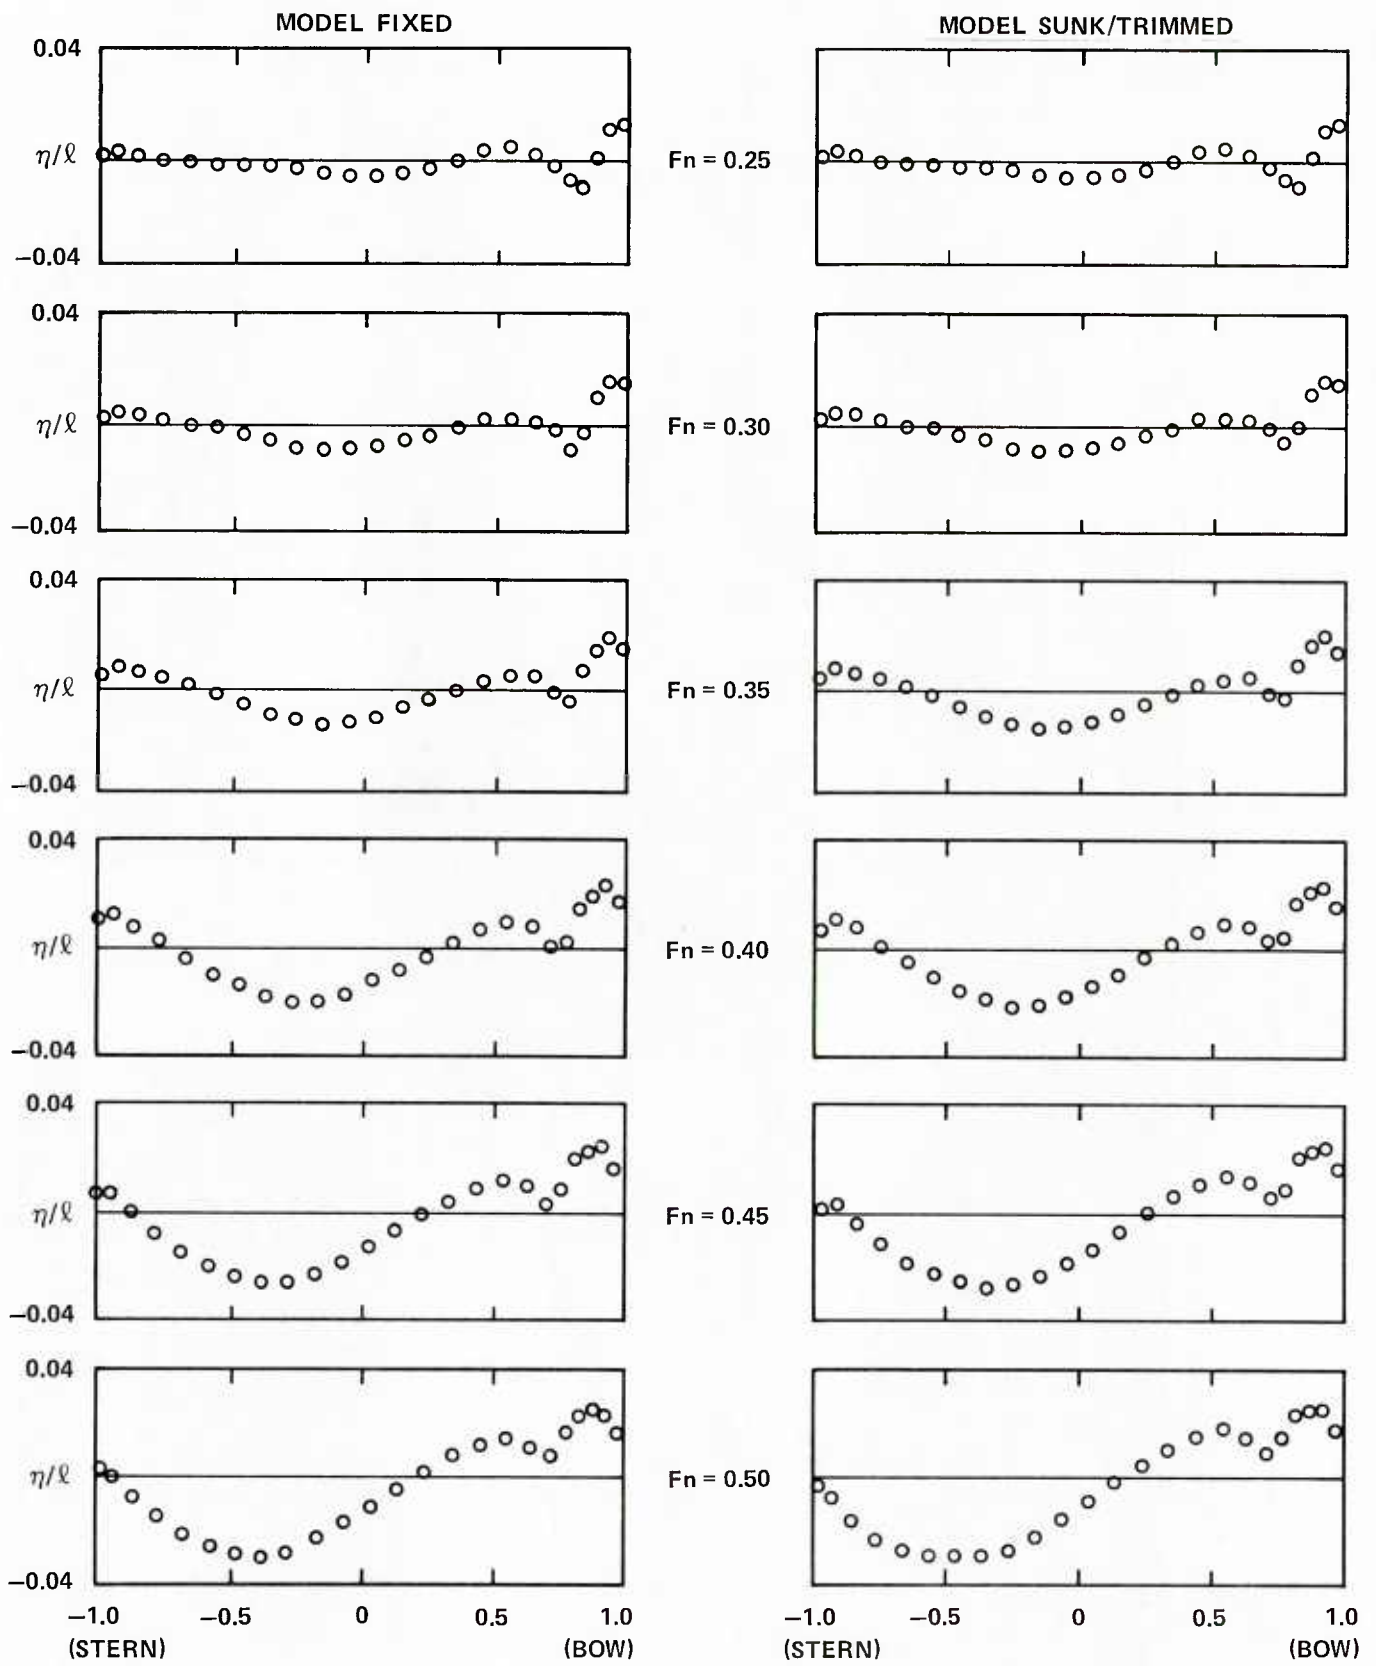 MODEL FIXED
MODEL SUNK/TRIMMED
0.04
η/ℓ
Fn = 0.25
−0.04
0.04
η/ℓ
Fn = 0.30
−0.04
0.04
η/ℓ
Fn = 0.35
−0.04
0.04
η/ℓ
Fn = 0.40
−0.04
0.04
η/ℓ
Fn = 0.45
−0.04
0.04
η/ℓ
Fn = 0.50
−0.04
−1.0 −0.5 0 0.5 1.0
−1.0 −0.5 0 0.5 1.0
(STERN) (BOW)
(STERN) (BOW)